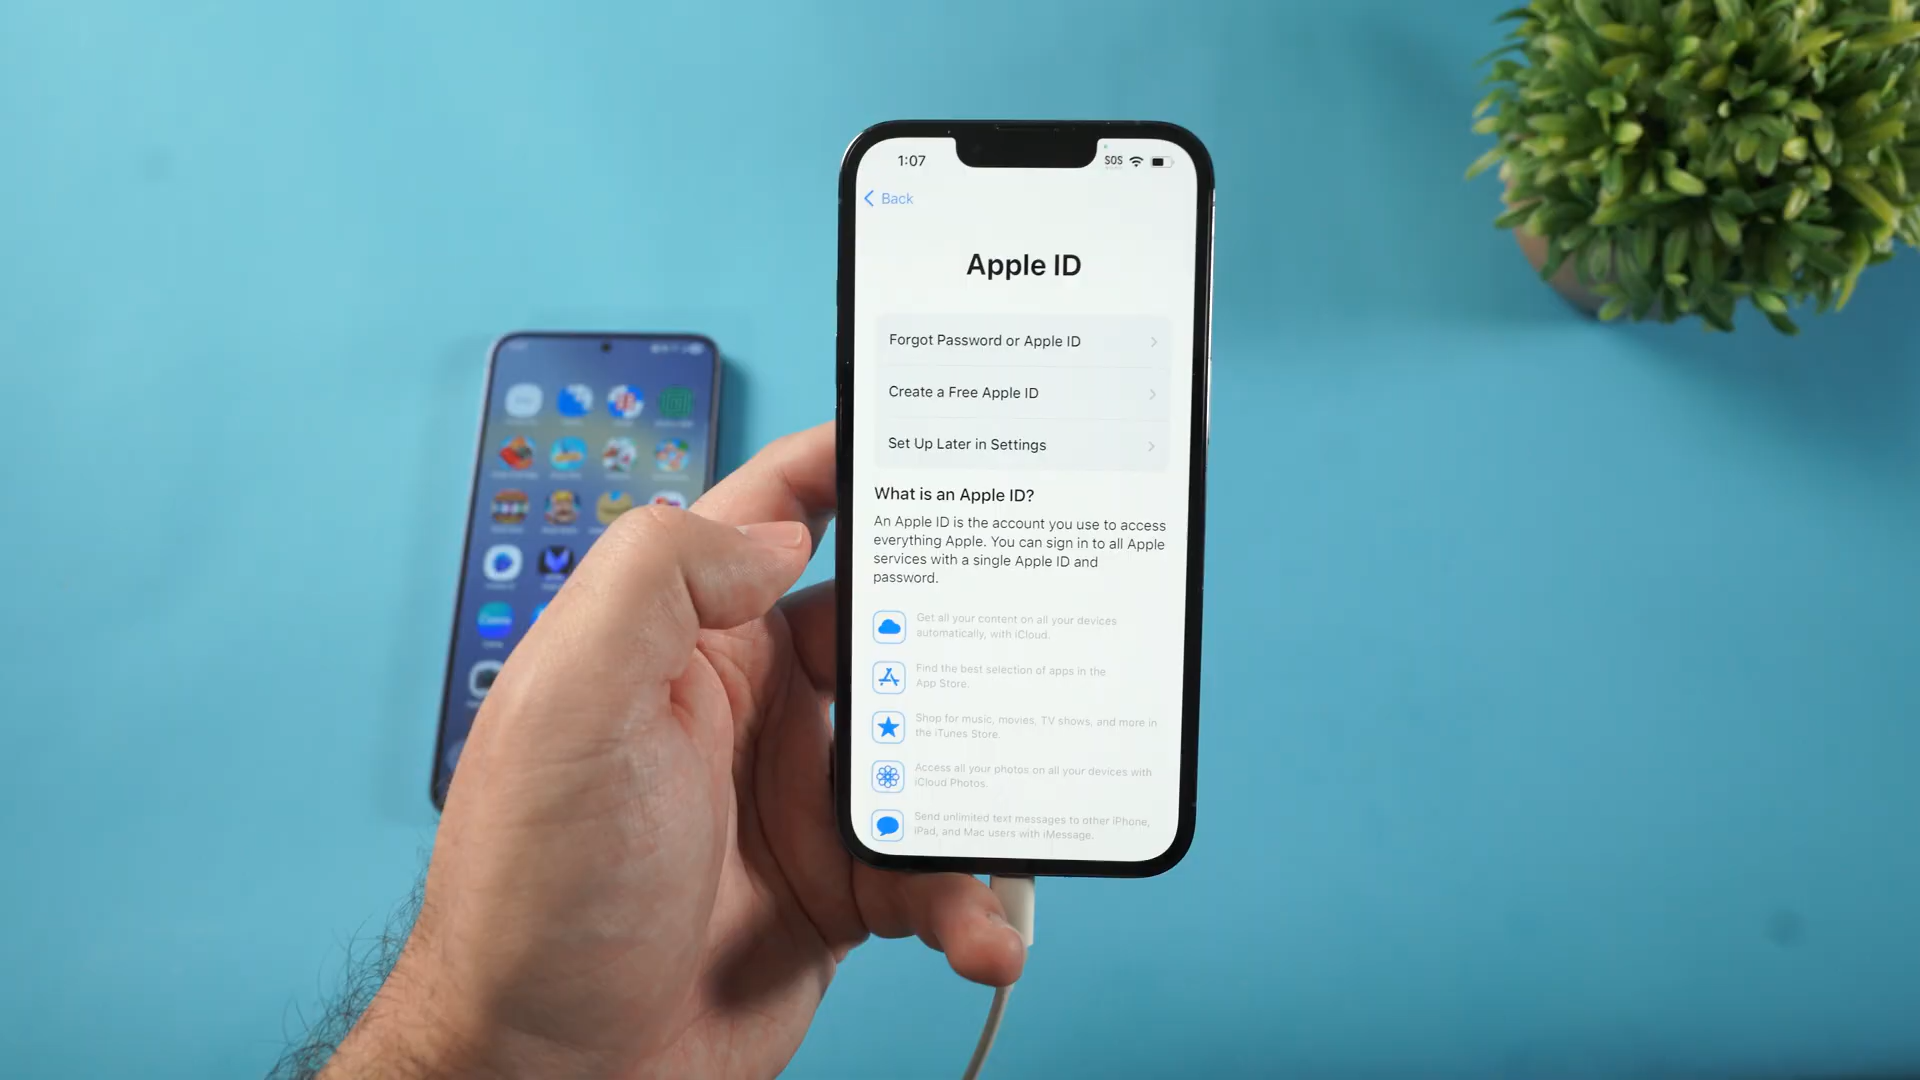 1:07
SOS
Back
Apple ID
Forgot Password or Apple ID
Create a Free Apple ID
Set Up Later in Settings
What is an Apple ID?
An Apple ID is the account you use to access
everything Apple. You can sign in to all Apple
services with a single Apple ID and
password.
Get all your content on all your devices
automatically, with iCloud.
Find the best selection of apps in the
App Store.
Shop for music, movies, TV shows, and more in
the iTunes Store.
Access all your photos on all your devices with
iCloud Photos.
Send unlimited text messages to other iPhone,
iPad, and Mac users with iMessage.